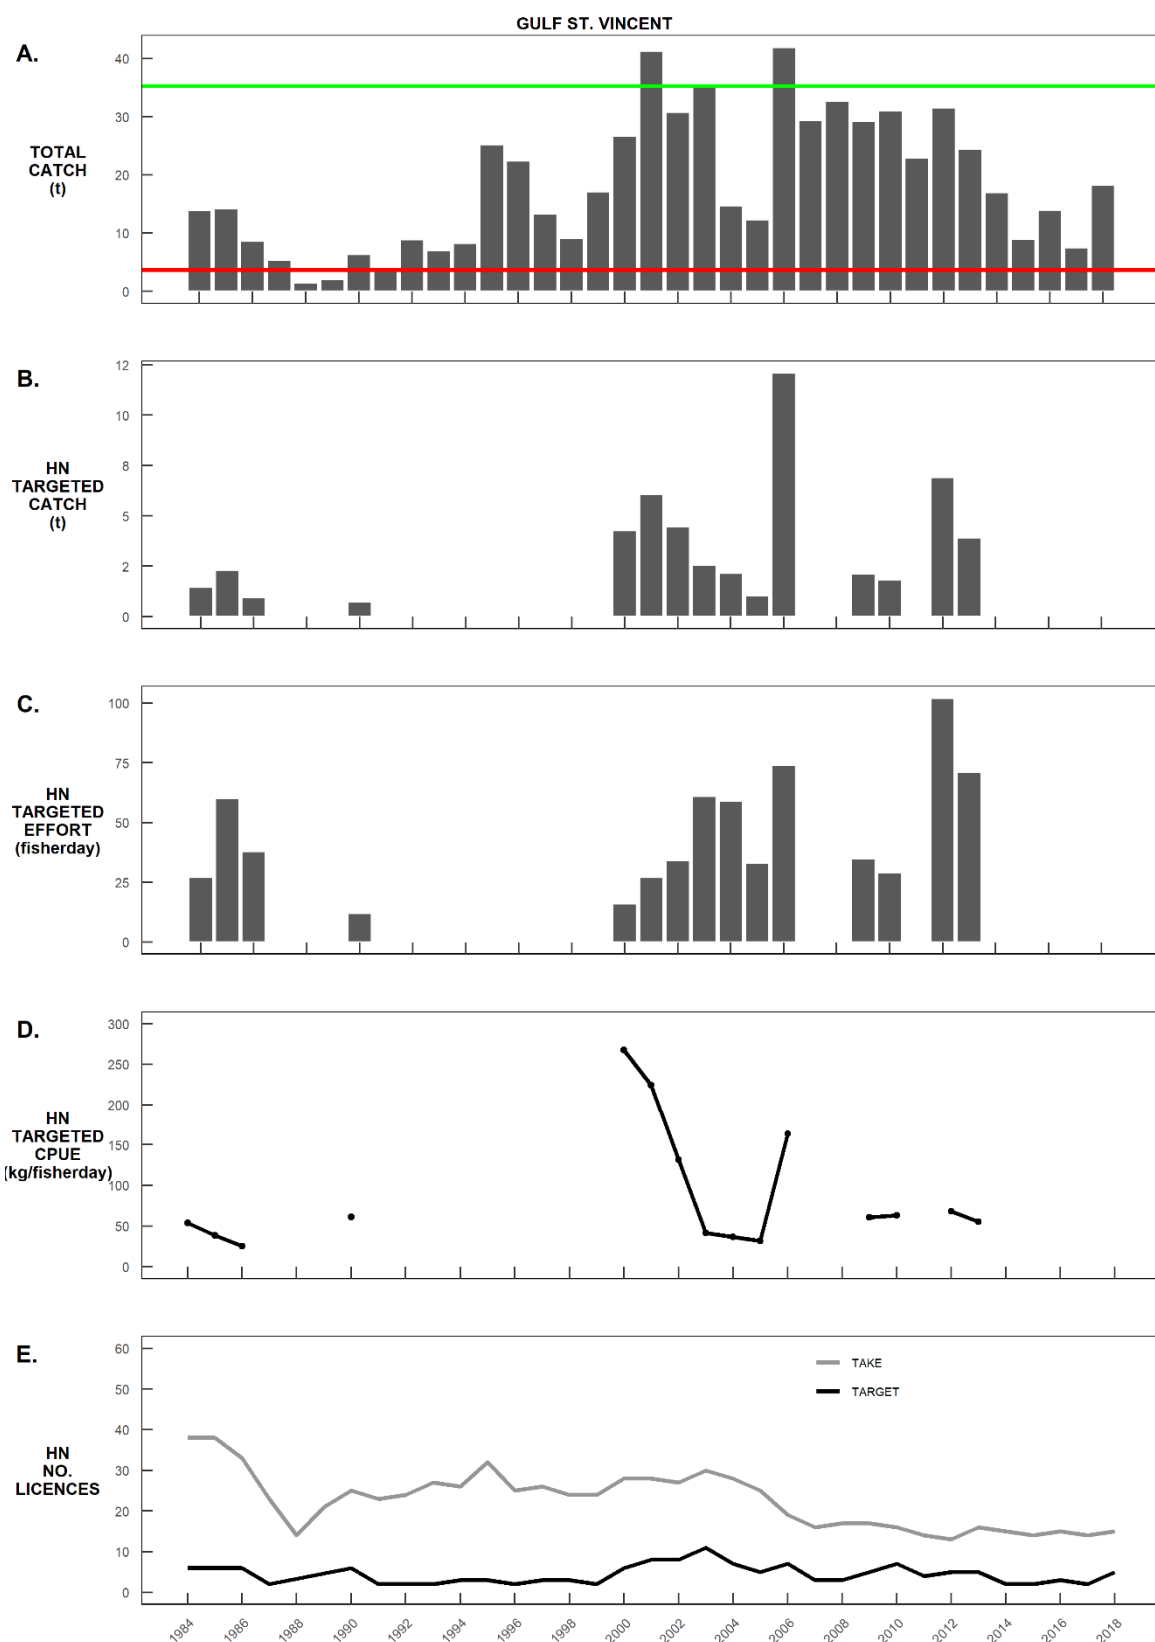 GULF ST. VINCENT
A.
TOTAL
CATCH
(t)
40
30
20
10
0
B.
HN
TARGETED
CATCH
(t)
12
10
8
5
2
0
C.
HN
TARGETED
EFFORT
(fisherday)
100
75
50
25
0
D.
HN
TARGETED
CPUE
(kg/fisherday)
300
250
200
150
100
50
0
E.
HN
NO.
LICENCES
60
50
40
30
20
10
0
TAKE
TARGET
1984
1986
1988
1990
1992
1994
1996
1998
2000
2002
2004
2006
2008
2010
2012
2014
2016
2018